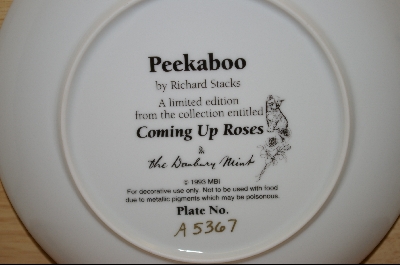 Peekaboo
by Richard Stacks
A limited edition
from the collection entitled
Coming Up Roses
&
The Danbury Mint
© 1993 MBI
For decorative use only. Not to be used with food
due to metallic pigments which may be poisonous.
Plate No.
A5367